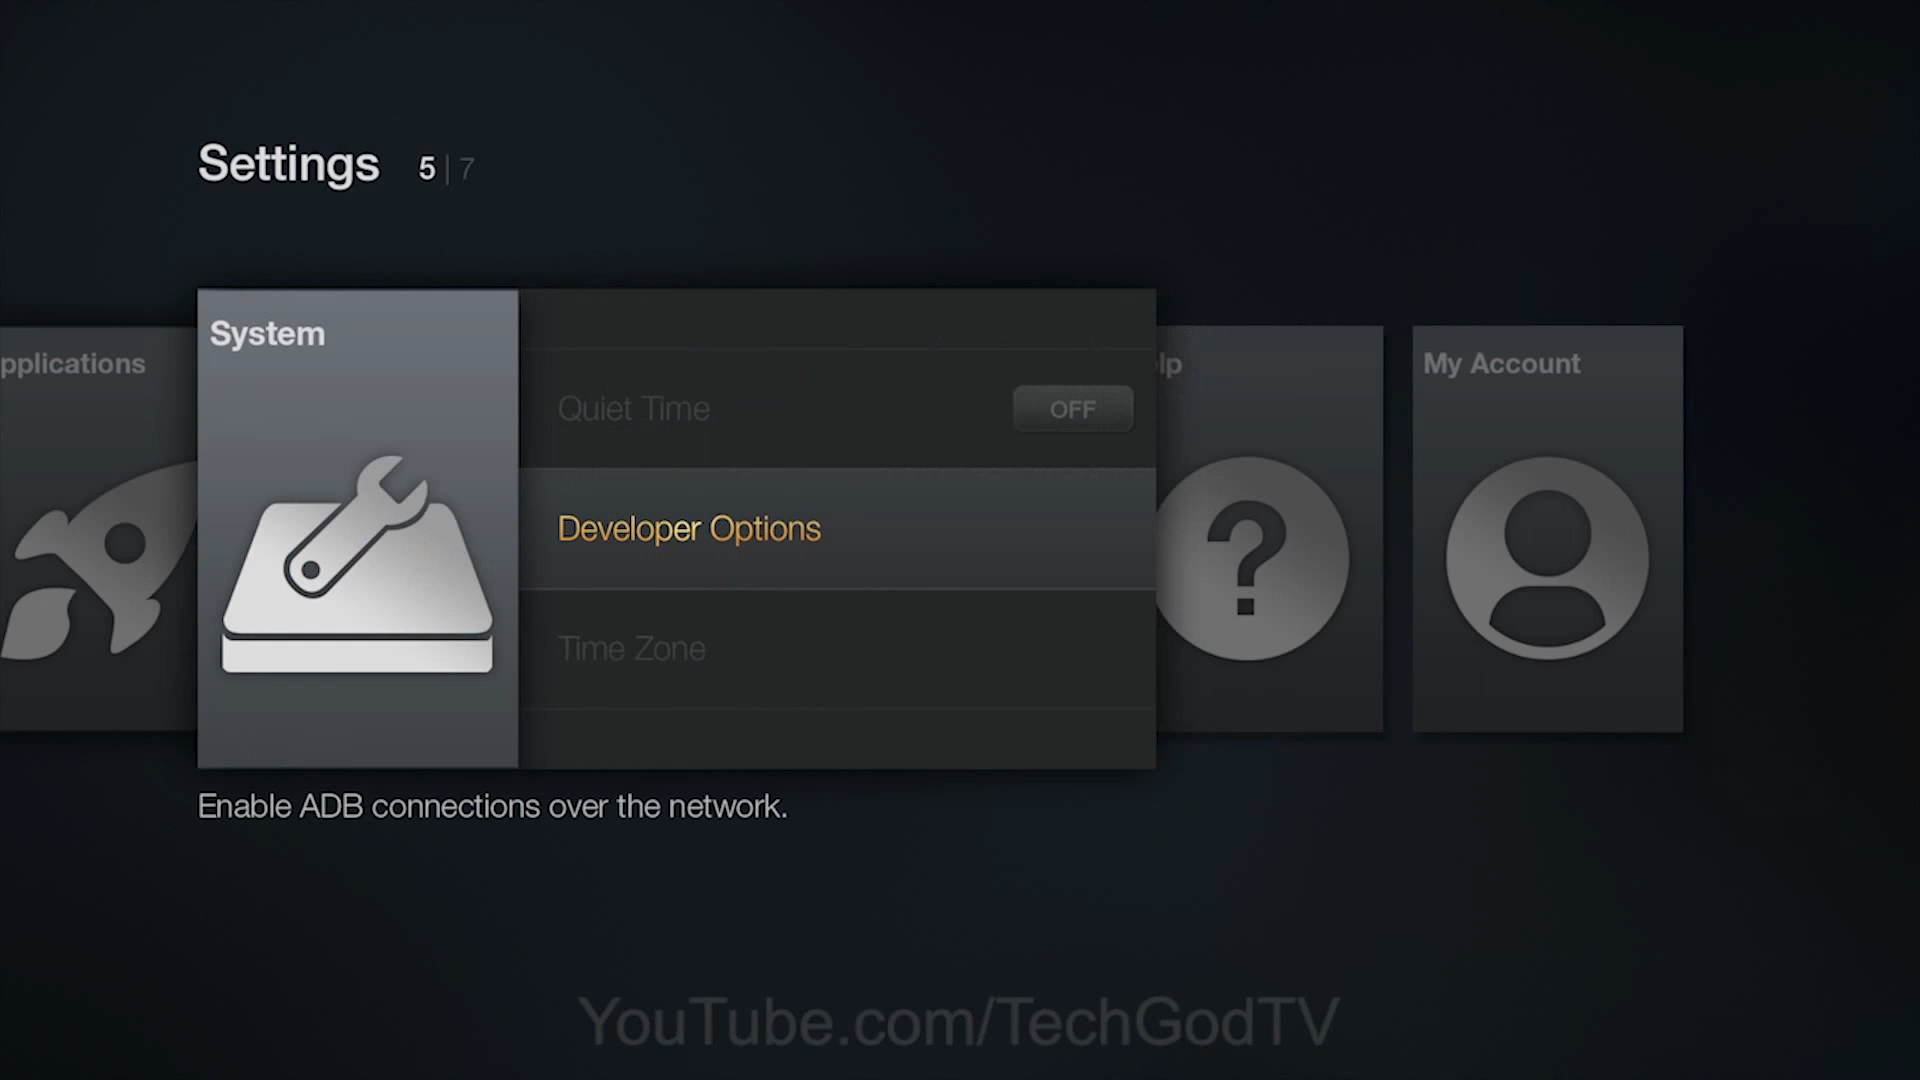 Settings 5 | 7
pplications
System
Quiet Time OFF
Developer Options
Time Zone
lp
My Account
Enable ADB connections over the network.
YouTube.com/TechGodTV